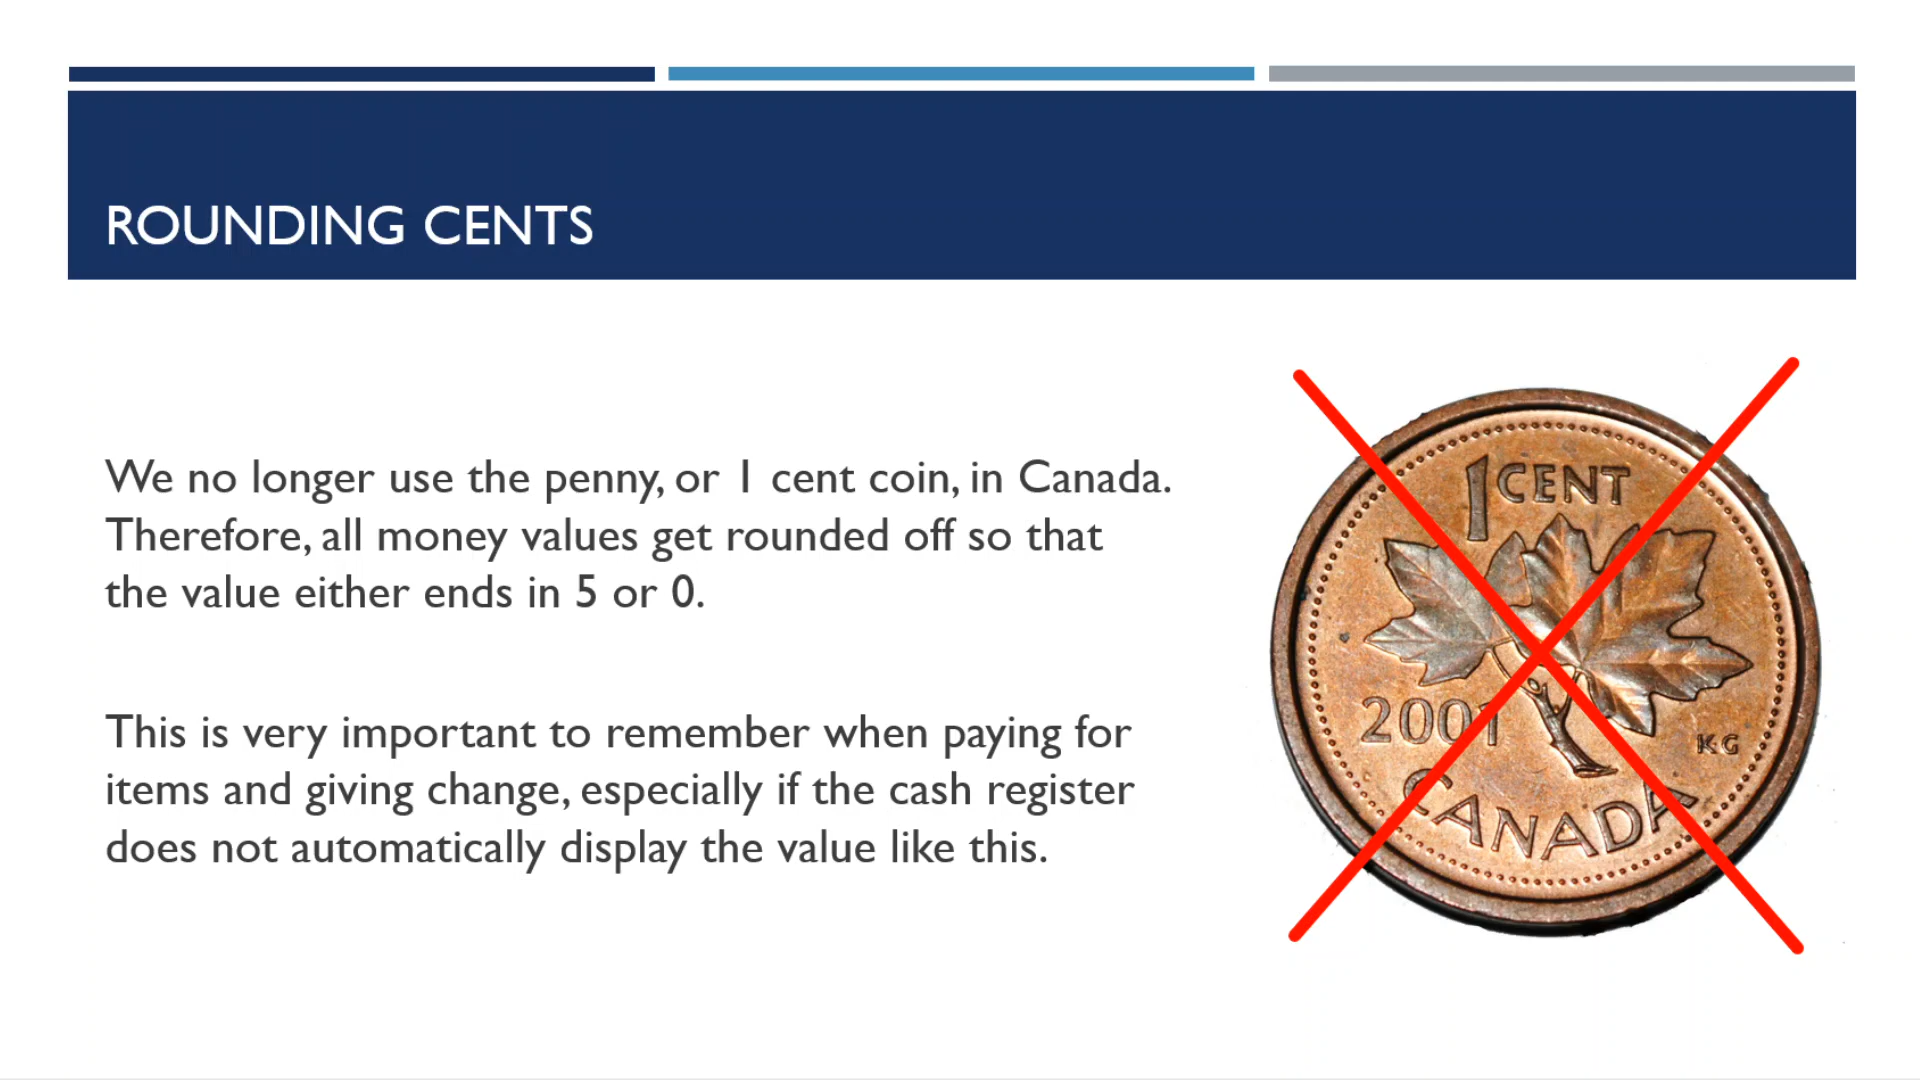 ROUNDING CENTS
We no longer use the penny, or 1 cent coin, in Canada.
Therefore, all money values get rounded off so that
the value either ends in 5 or 0.
This is very important to remember when paying for
items and giving change, especially if the cash register
does not automatically display the value like this.
1 CENT
2001
KG
CANADA